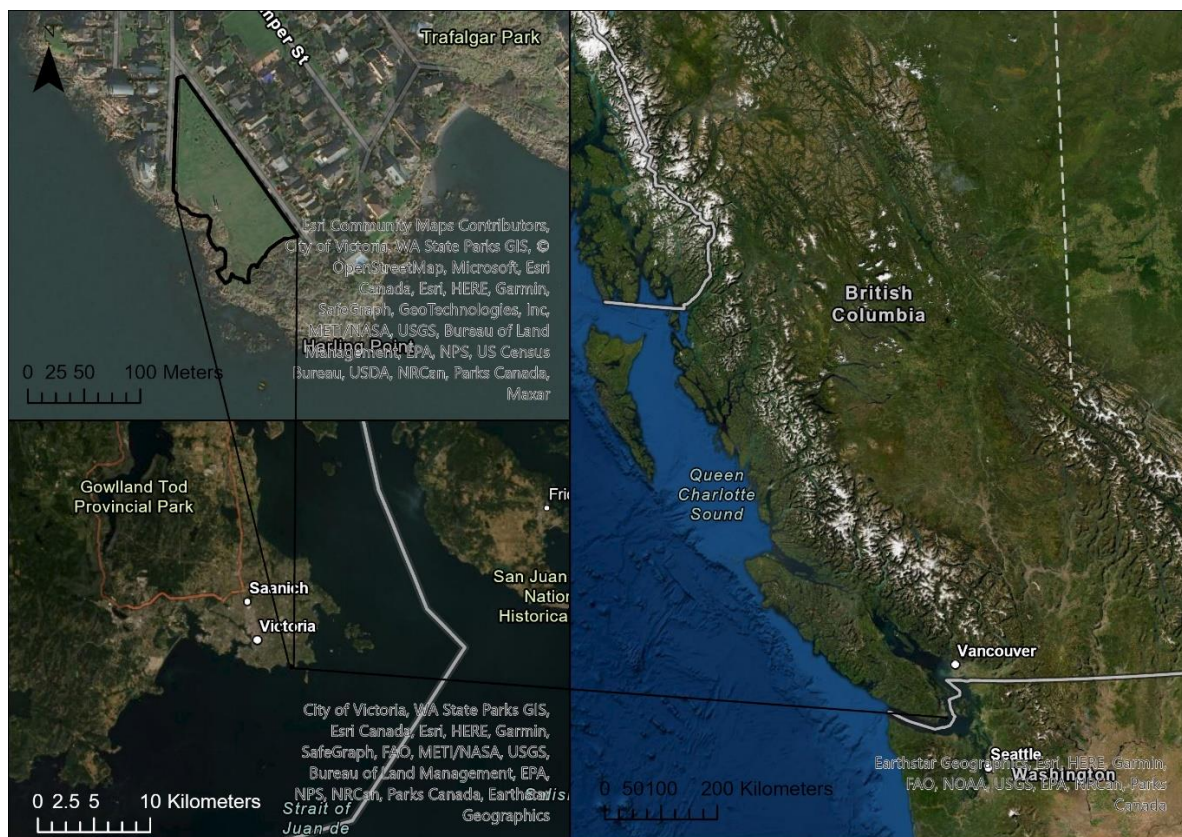 nper St
Trafalgar Park
Esri Community Maps Contributors,
City of Victoria, WA State Parks GIS, ©
OpenStreetMap, Microsoft, Esri
Canada, Esri, HERE, Garmin,
SafeGraph, GeoTechnologies, Inc,
METI/NASA, USGS, Bureau of Land
Management, EPA, NPS, US Census
Bureau, USDA, NRCan, Parks Canada,
Maxar
Harling Point
0 25 50 100 Meters
Gowlland Tod
Provincial Park
Saanich
Victoria
San Juan
Nation
Historica
City of Victoria, WA State Parks GIS,
Esri Canada, Esri, HERE, Garmin,
SafeGraph, FAO, METI/NASA, USGS,
Bureau of Land Management, EPA,
NPS, NRCan, Parks Canada, Earthstar
Geographics
0 2.5 5 10 Kilometers
Strait of
Juan de
British
Columbia
Queen
Charlotte
Sound
Vancouver
Seattle
Washington
Earthstar Geographics, Esri, HERE, Garmin,
FAO, NOAA, USGS, EPA, NRCan, Parks
Canada
0 50100 200 Kilometers